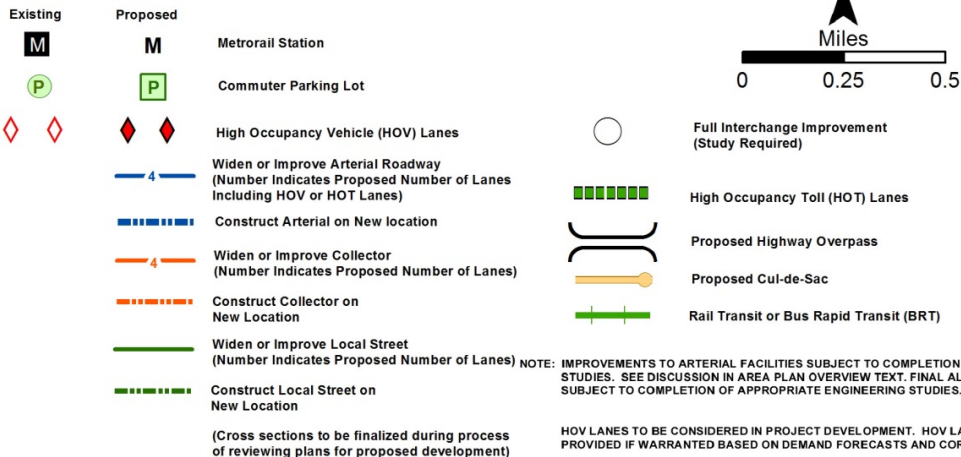 Existing
Proposed
M
M
Metrorail Station
P
P
Commuter Parking Lot
High Occupancy Vehicle (HOV) Lanes
4
Widen or Improve Arterial Roadway
(Number Indicates Proposed Number of Lanes
Including HOV or HOT Lanes)
Construct Arterial on New location
4
Widen or Improve Collector
(Number Indicates Proposed Number of Lanes)
Construct Collector on
New Location
Widen or Improve Local Street
(Number Indicates Proposed Number of Lanes)
Construct Local Street on
New Location
(Cross sections to be finalized during process
of reviewing plans for proposed development)
Miles
0 0.25 0.5
Full Interchange Improvement
(Study Required)
High Occupancy Toll (HOT) Lanes
Proposed Highway Overpass
Proposed Cul-de-Sac
Rail Transit or Bus Rapid Transit (BRT)
NOTE: IMPROVEMENTS TO ARTERIAL FACILITIES SUBJECT TO COMPLETION
STUDIES. SEE DISCUSSION IN AREA PLAN OVERVIEW TEXT. FINAL AL
SUBJECT TO COMPLETION OF APPROPRIATE ENGINEERING STUDIES.
HOV LANES TO BE CONSIDERED IN PROJECT DEVELOPMENT. HOV LA
PROVIDED IF WARRANTED BASED ON DEMAND FORECASTS AND COR